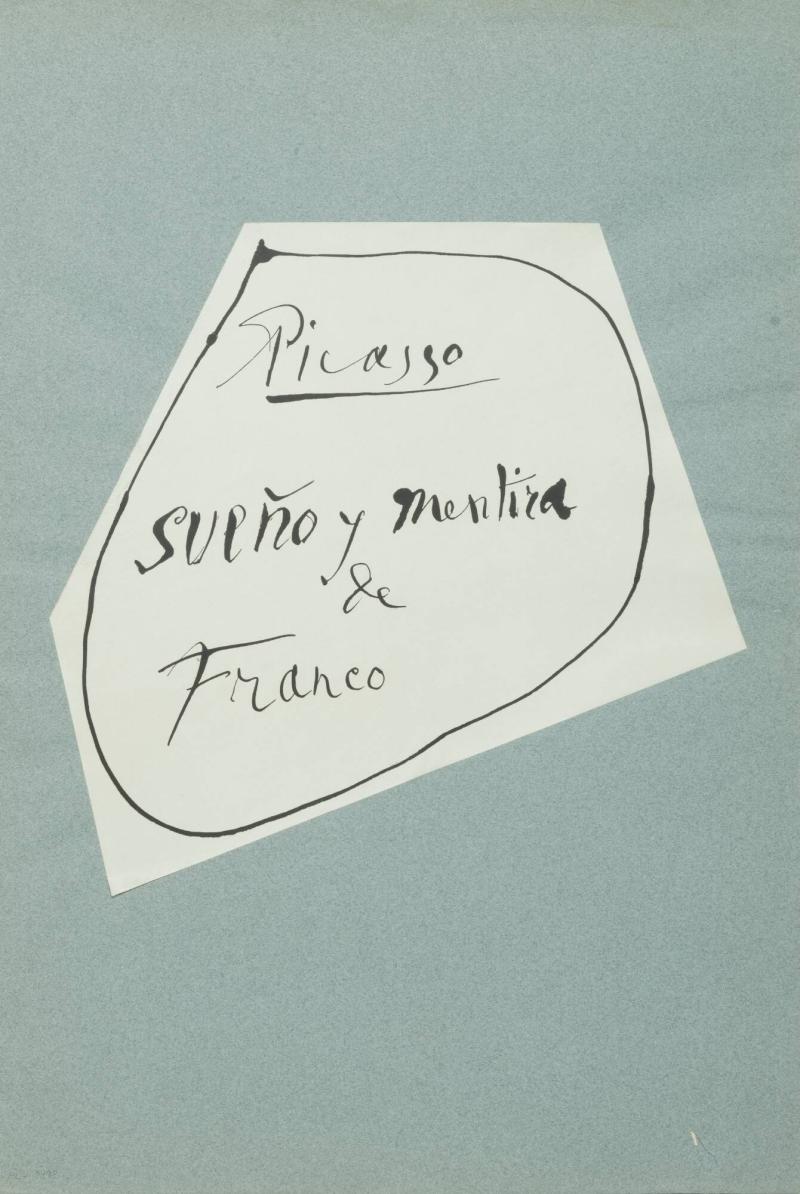 Picasso
sueño y mentira
de
Franco